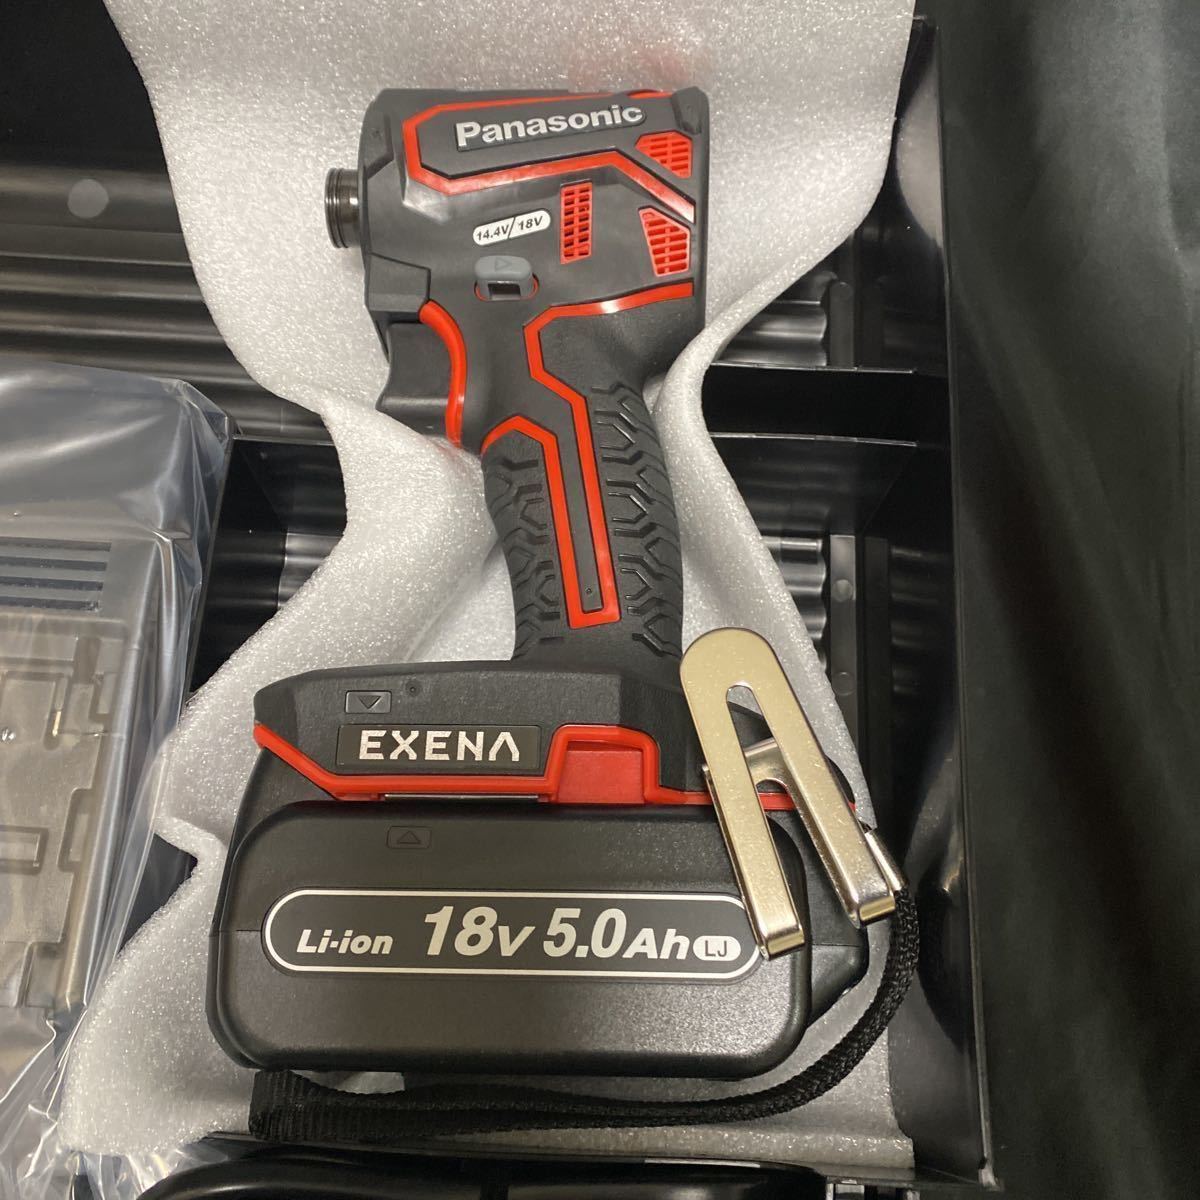 Panasonic
14.4V/18V
EXENA
Li-ion 18V 5.0Ah LJ